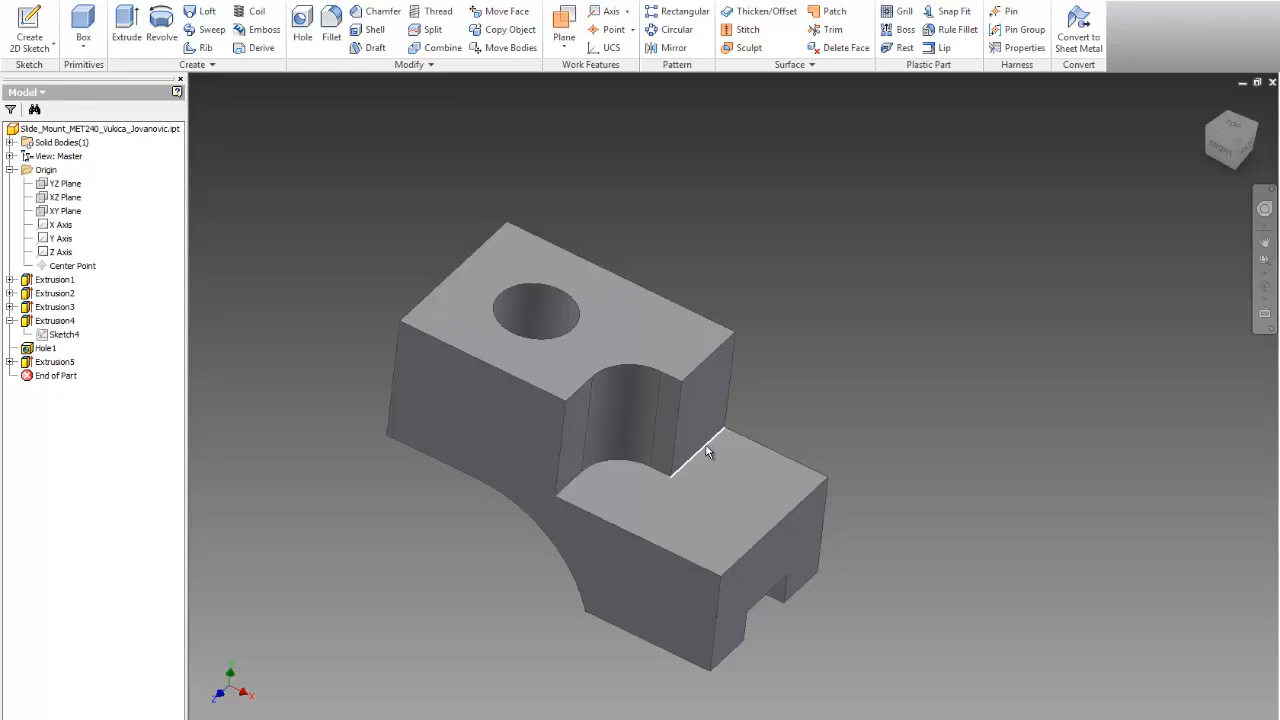 Create
2D Sketch
Box
Extrude
Revolve
Loft
Sweep
Rib
Coil
Emboss
Derive
Hole
Fillet
Chamfer
Shell
Draft
Thread
Split
Combine
Move Face
Copy Object
Move Bodies
Plane
Axis
Point
UCS
Rectangular
Circular
Mirror
Thicken/Offset
Stitch
Sculpt
Patch
Trim
Delete Face
Grill
Boss
Rest
Snap Fit
Rule Fillet
Lip
Pin
Pin Group
Properties
Convert to
Sheet Metal
Sketch
Primitives
Create
Modify
Work Features
Pattern
Surface
Plastic Part
Harness
Convert
Model
Slide_Mount_MET240_Vukica_Jovanovic.ipt
Solid Bodies(1)
View: Master
Origin
YZ Plane
XZ Plane
XY Plane
X Axis
Y Axis
Z Axis
Center Point
Extrusion1
Extrusion2
Extrusion3
Extrusion4
Sketch4
Hole1
Extrusion5
End of Part
TOP
FRONT
Y
Z
X